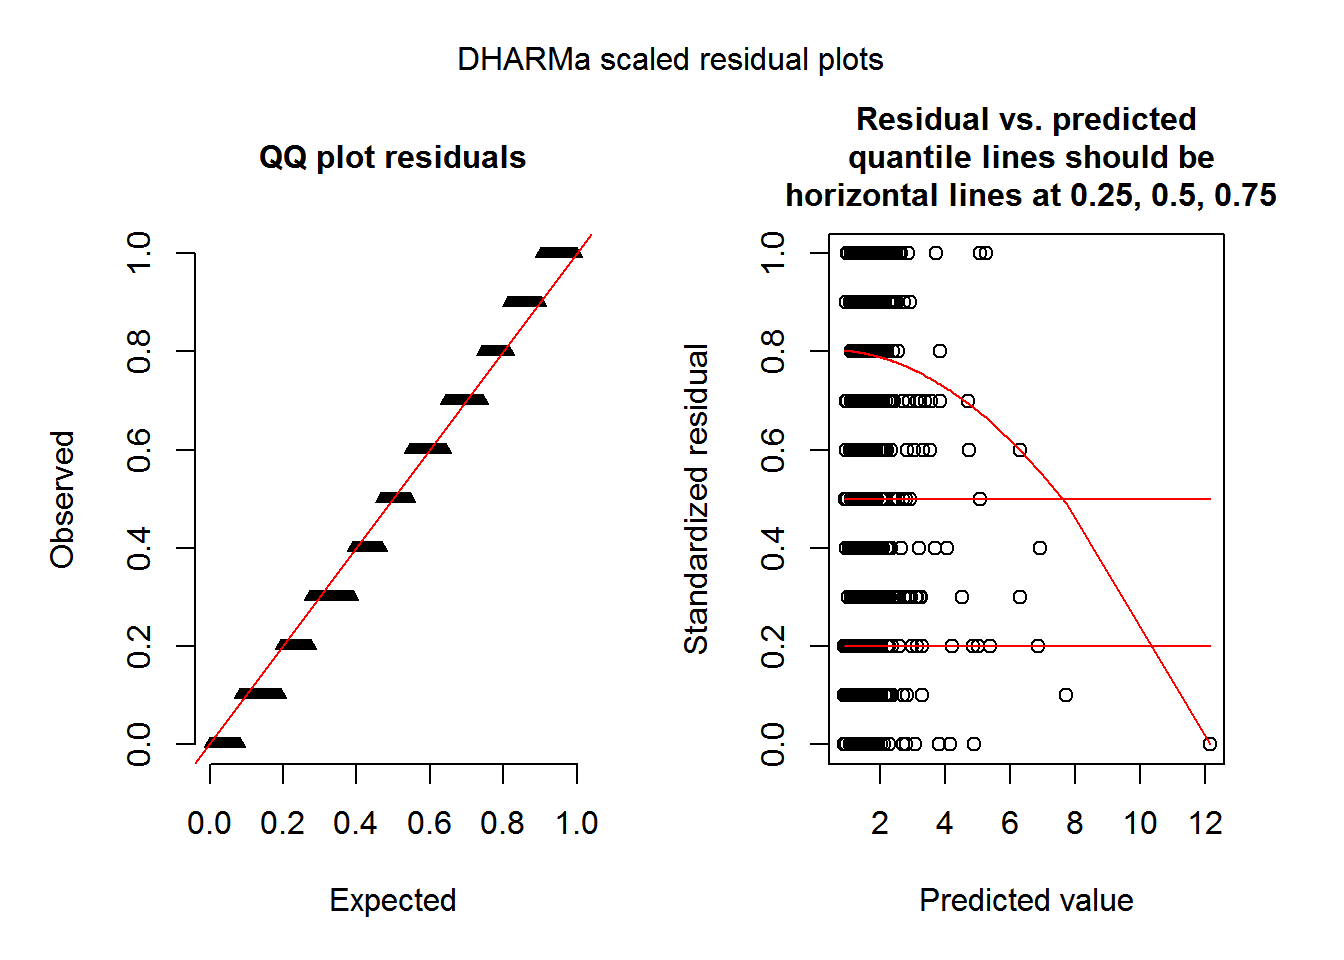 DHARMa scaled residual plots
QQ plot residuals
Observed
0.0 0.2 0.4 0.6 0.8 1.0
0.0 0.2 0.4 0.6 0.8 1.0
Expected
Residual vs. predicted
quantile lines should be
horizontal lines at 0.25, 0.5, 0.75
Standardized residual
0.0 0.2 0.4 0.6 0.8 1.0
2 4 6 8 10 12
Predicted value